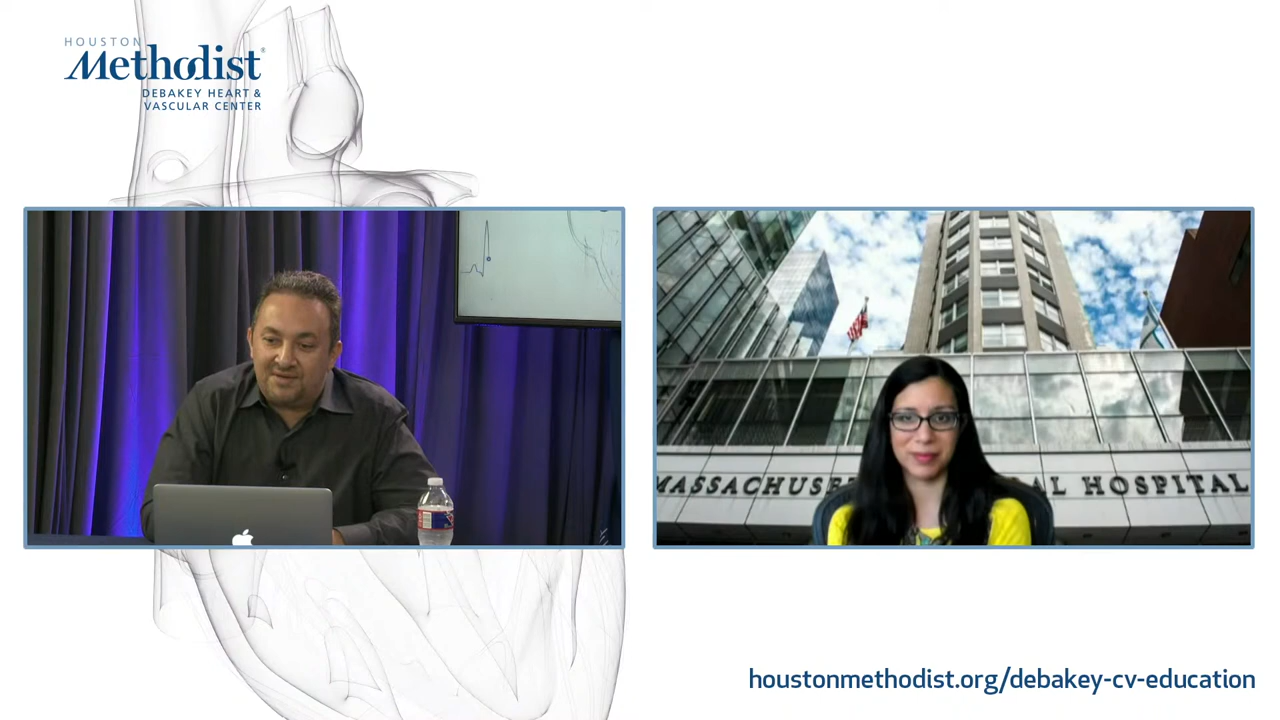 HOUSTON
Methodist®
DEBAKEY HEART &
VASCULAR CENTER
MASSACHUSE AL HOSPITAL
houstonmethodist.org/debakey-cv-education